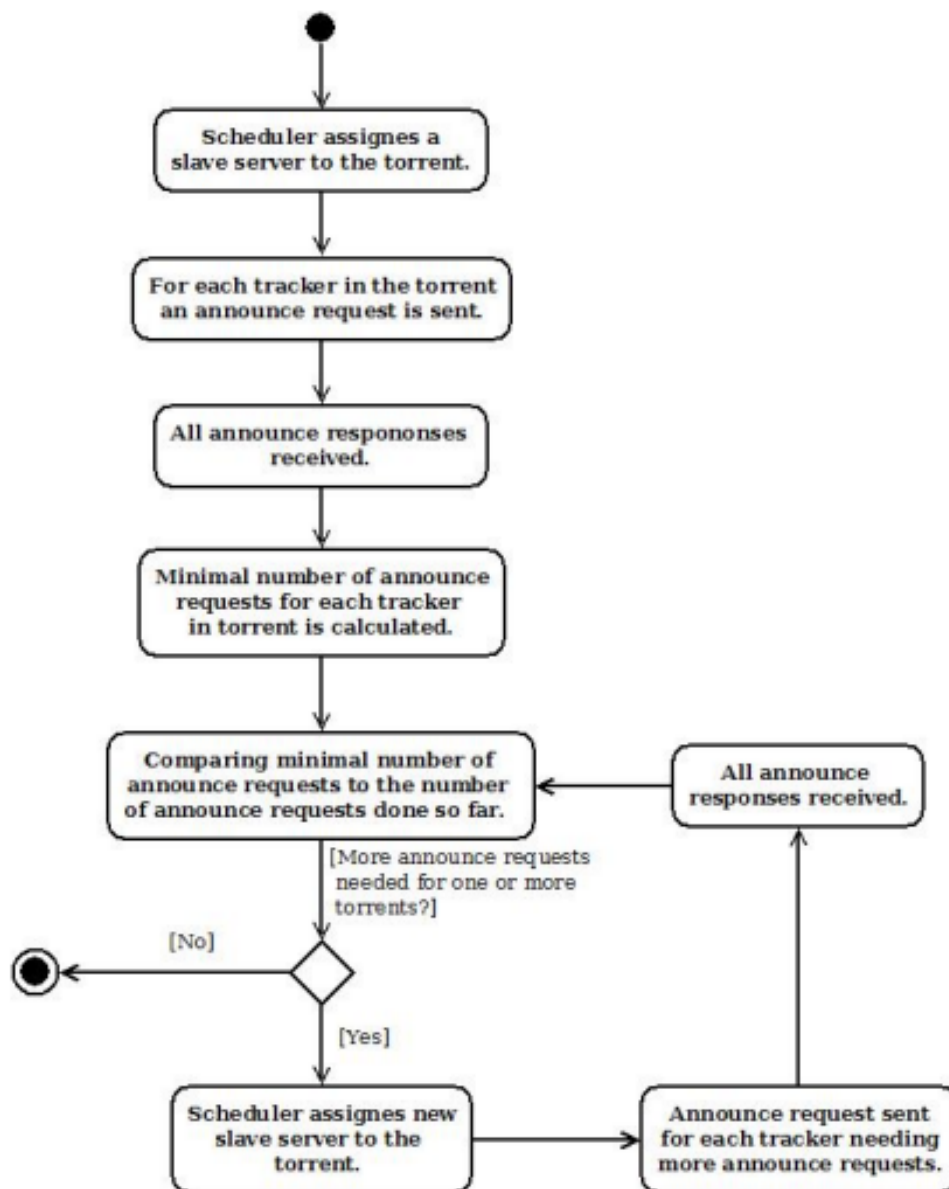 Scheduler assignes a
slave server to the torrent.
For each tracker in the torrent
an announce request is sent.
All announce respononses
received.
Minimal number of announce
requests for each tracker
in torrent is calculated.
Comparing minimal number of
announce requests to the number
of announce requests done so far.
All announce
responses received.
[More announce requests
needed for one or more
torrents?]
[No]
[Yes]
Scheduler assignes new
slave server to the
torrent.
Announce request sent
for each tracker needing
more announce requests.